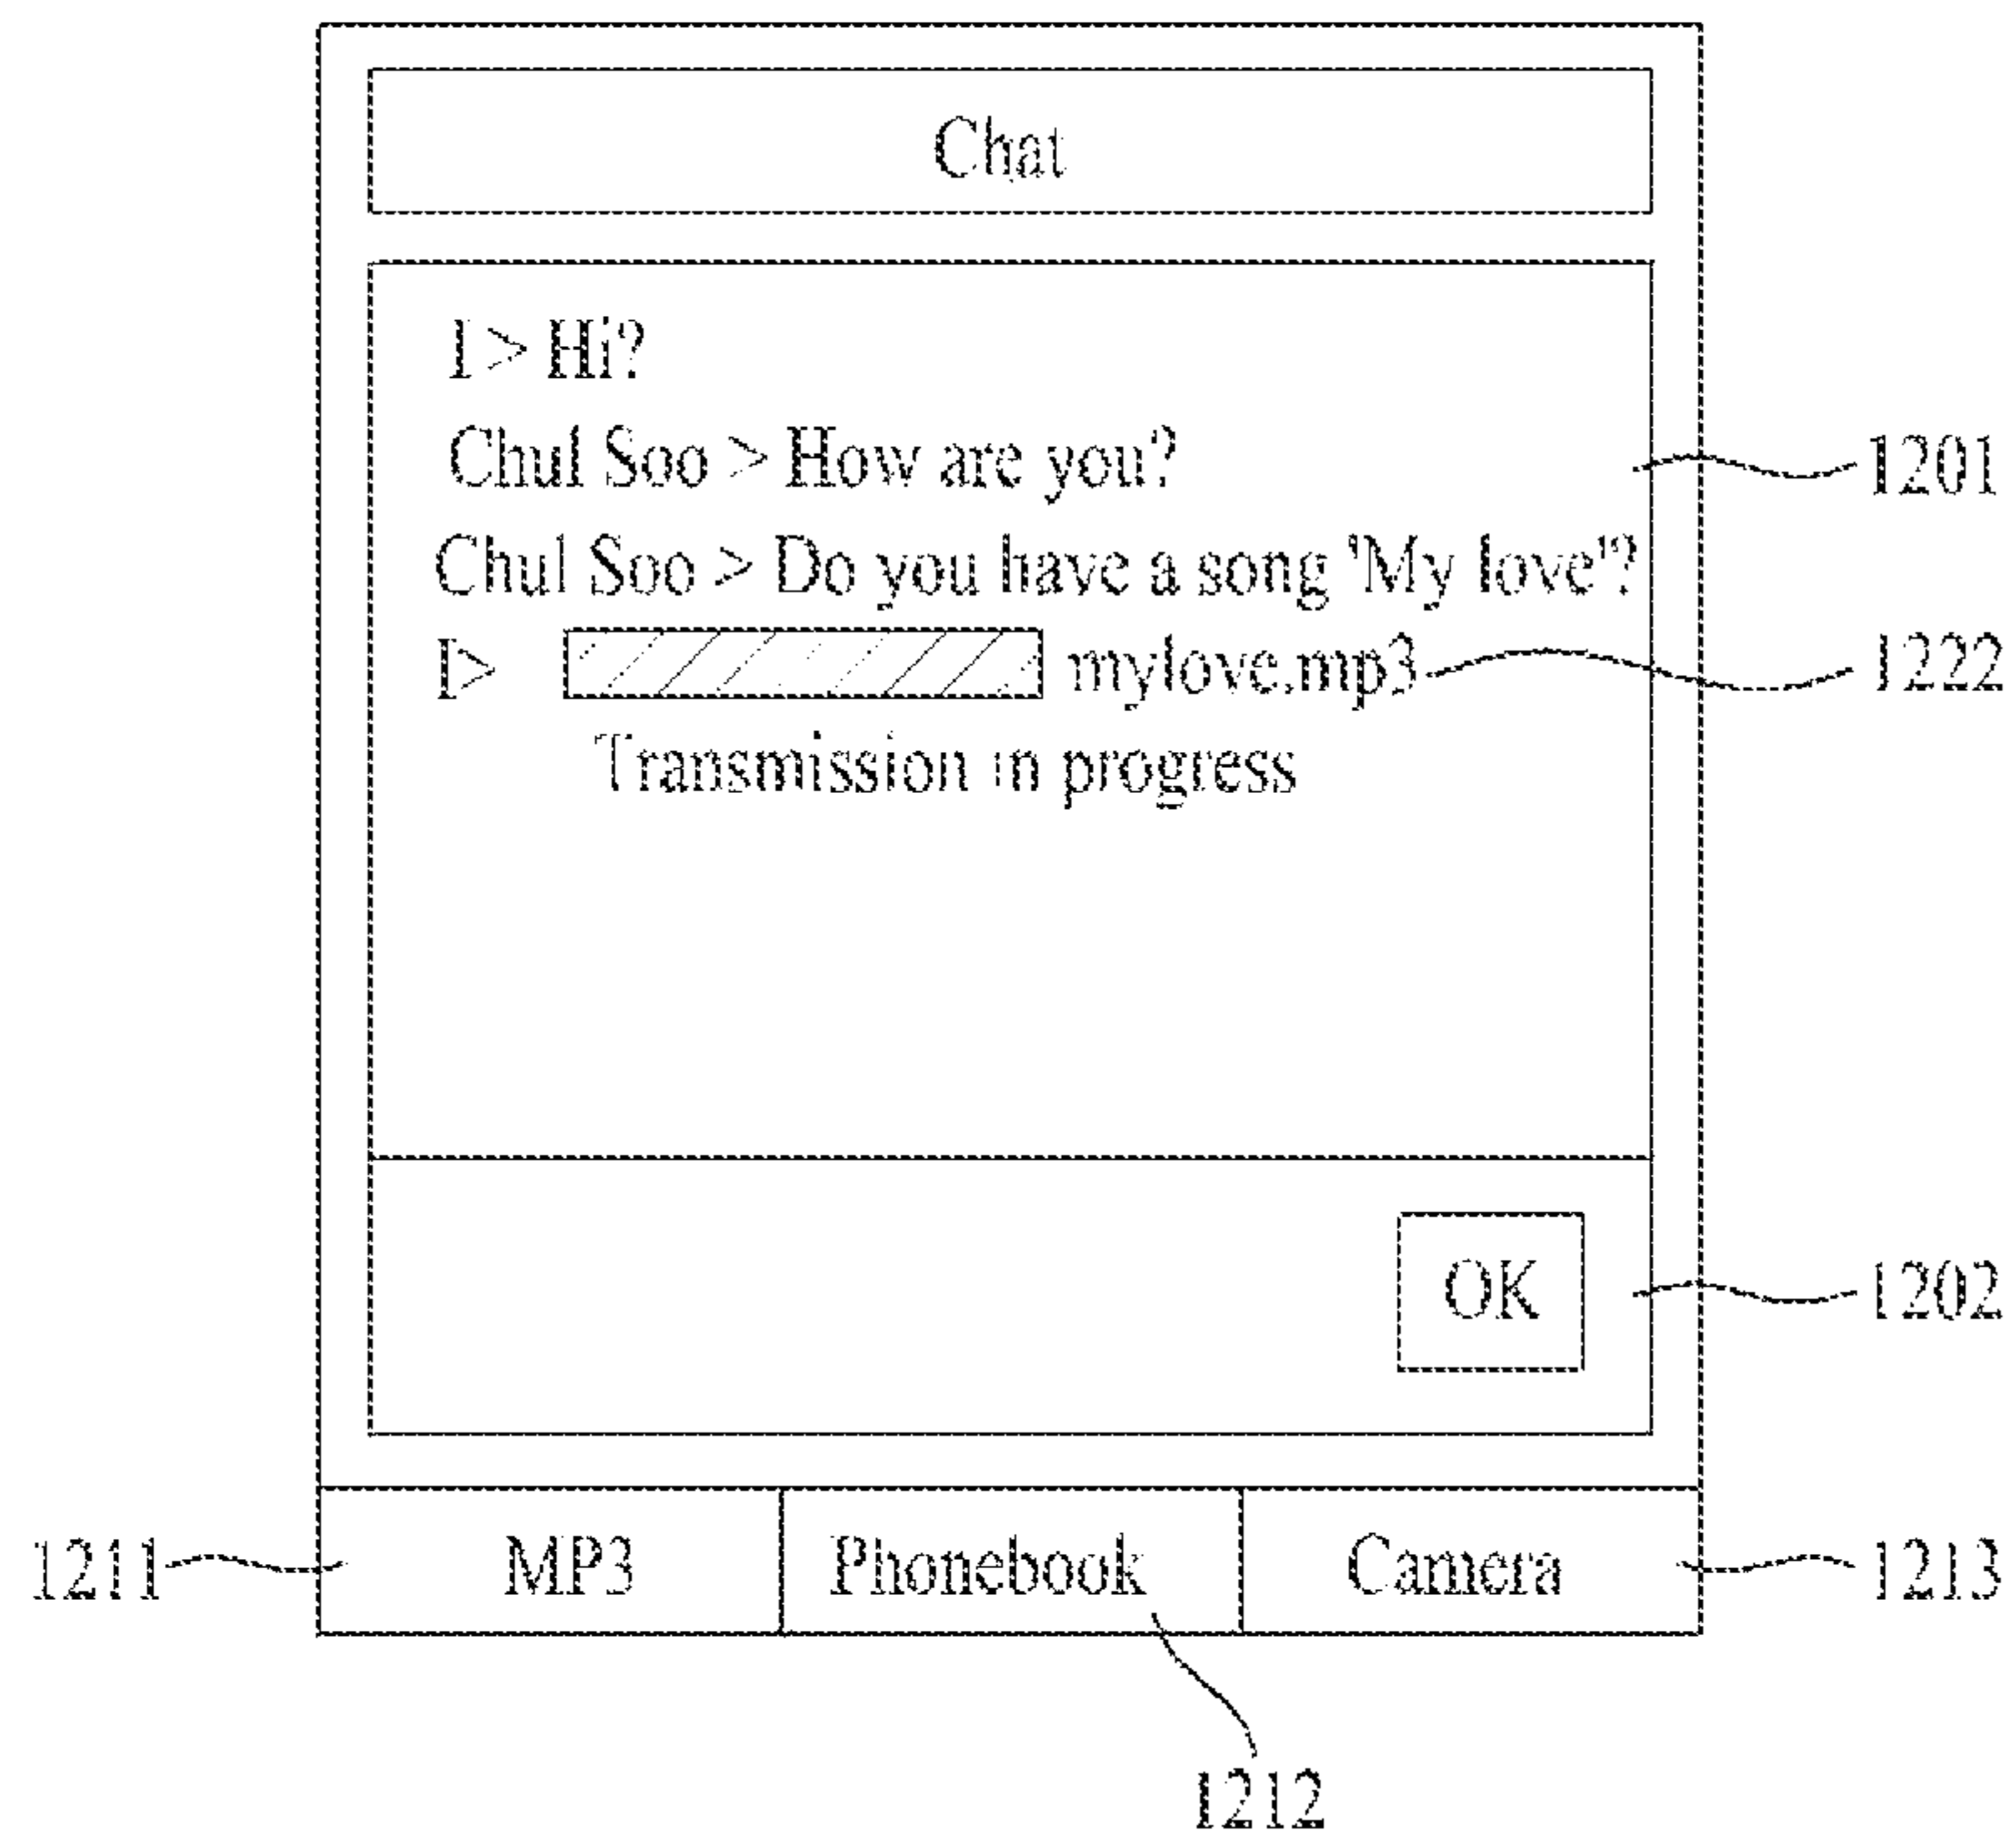 Chat
I > Hi?
Chul Soo > How are you?
1201
Chul Soo > Do you have a song 'My love'?
I> mylove.mp3
1222
Transmission in progress
OK
1202
1211
MP3
Phonebook
Camera
1213
1212